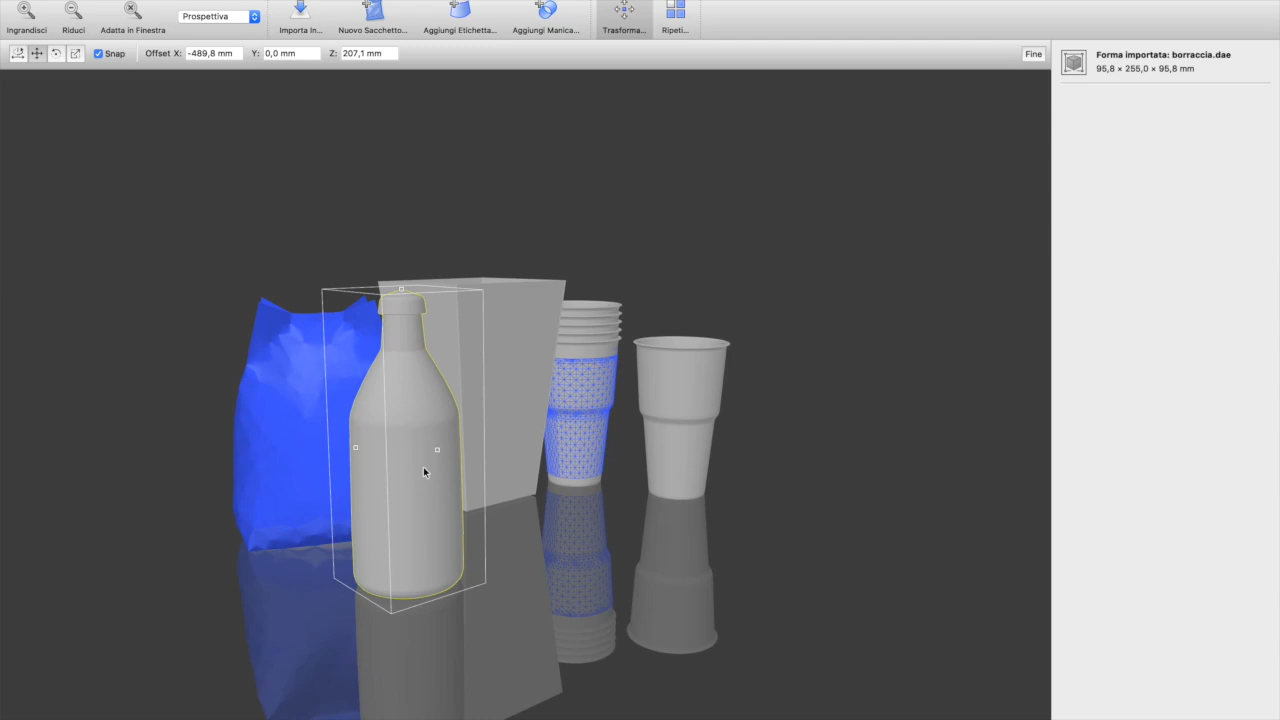 Prospettiva
Ingrandisci Riduci Adatta in Finestra Importa In... Nuovo Sacchetto... Aggiungi Etichetta... Aggiungi Manica... Trasforma... Ripeti...
Snap Offset X: -489,8 mm Y: 0,0 mm Z: 207,1 mm Fine
Forma importata: borraccia.dae
95,8 × 255,0 × 95,8 mm